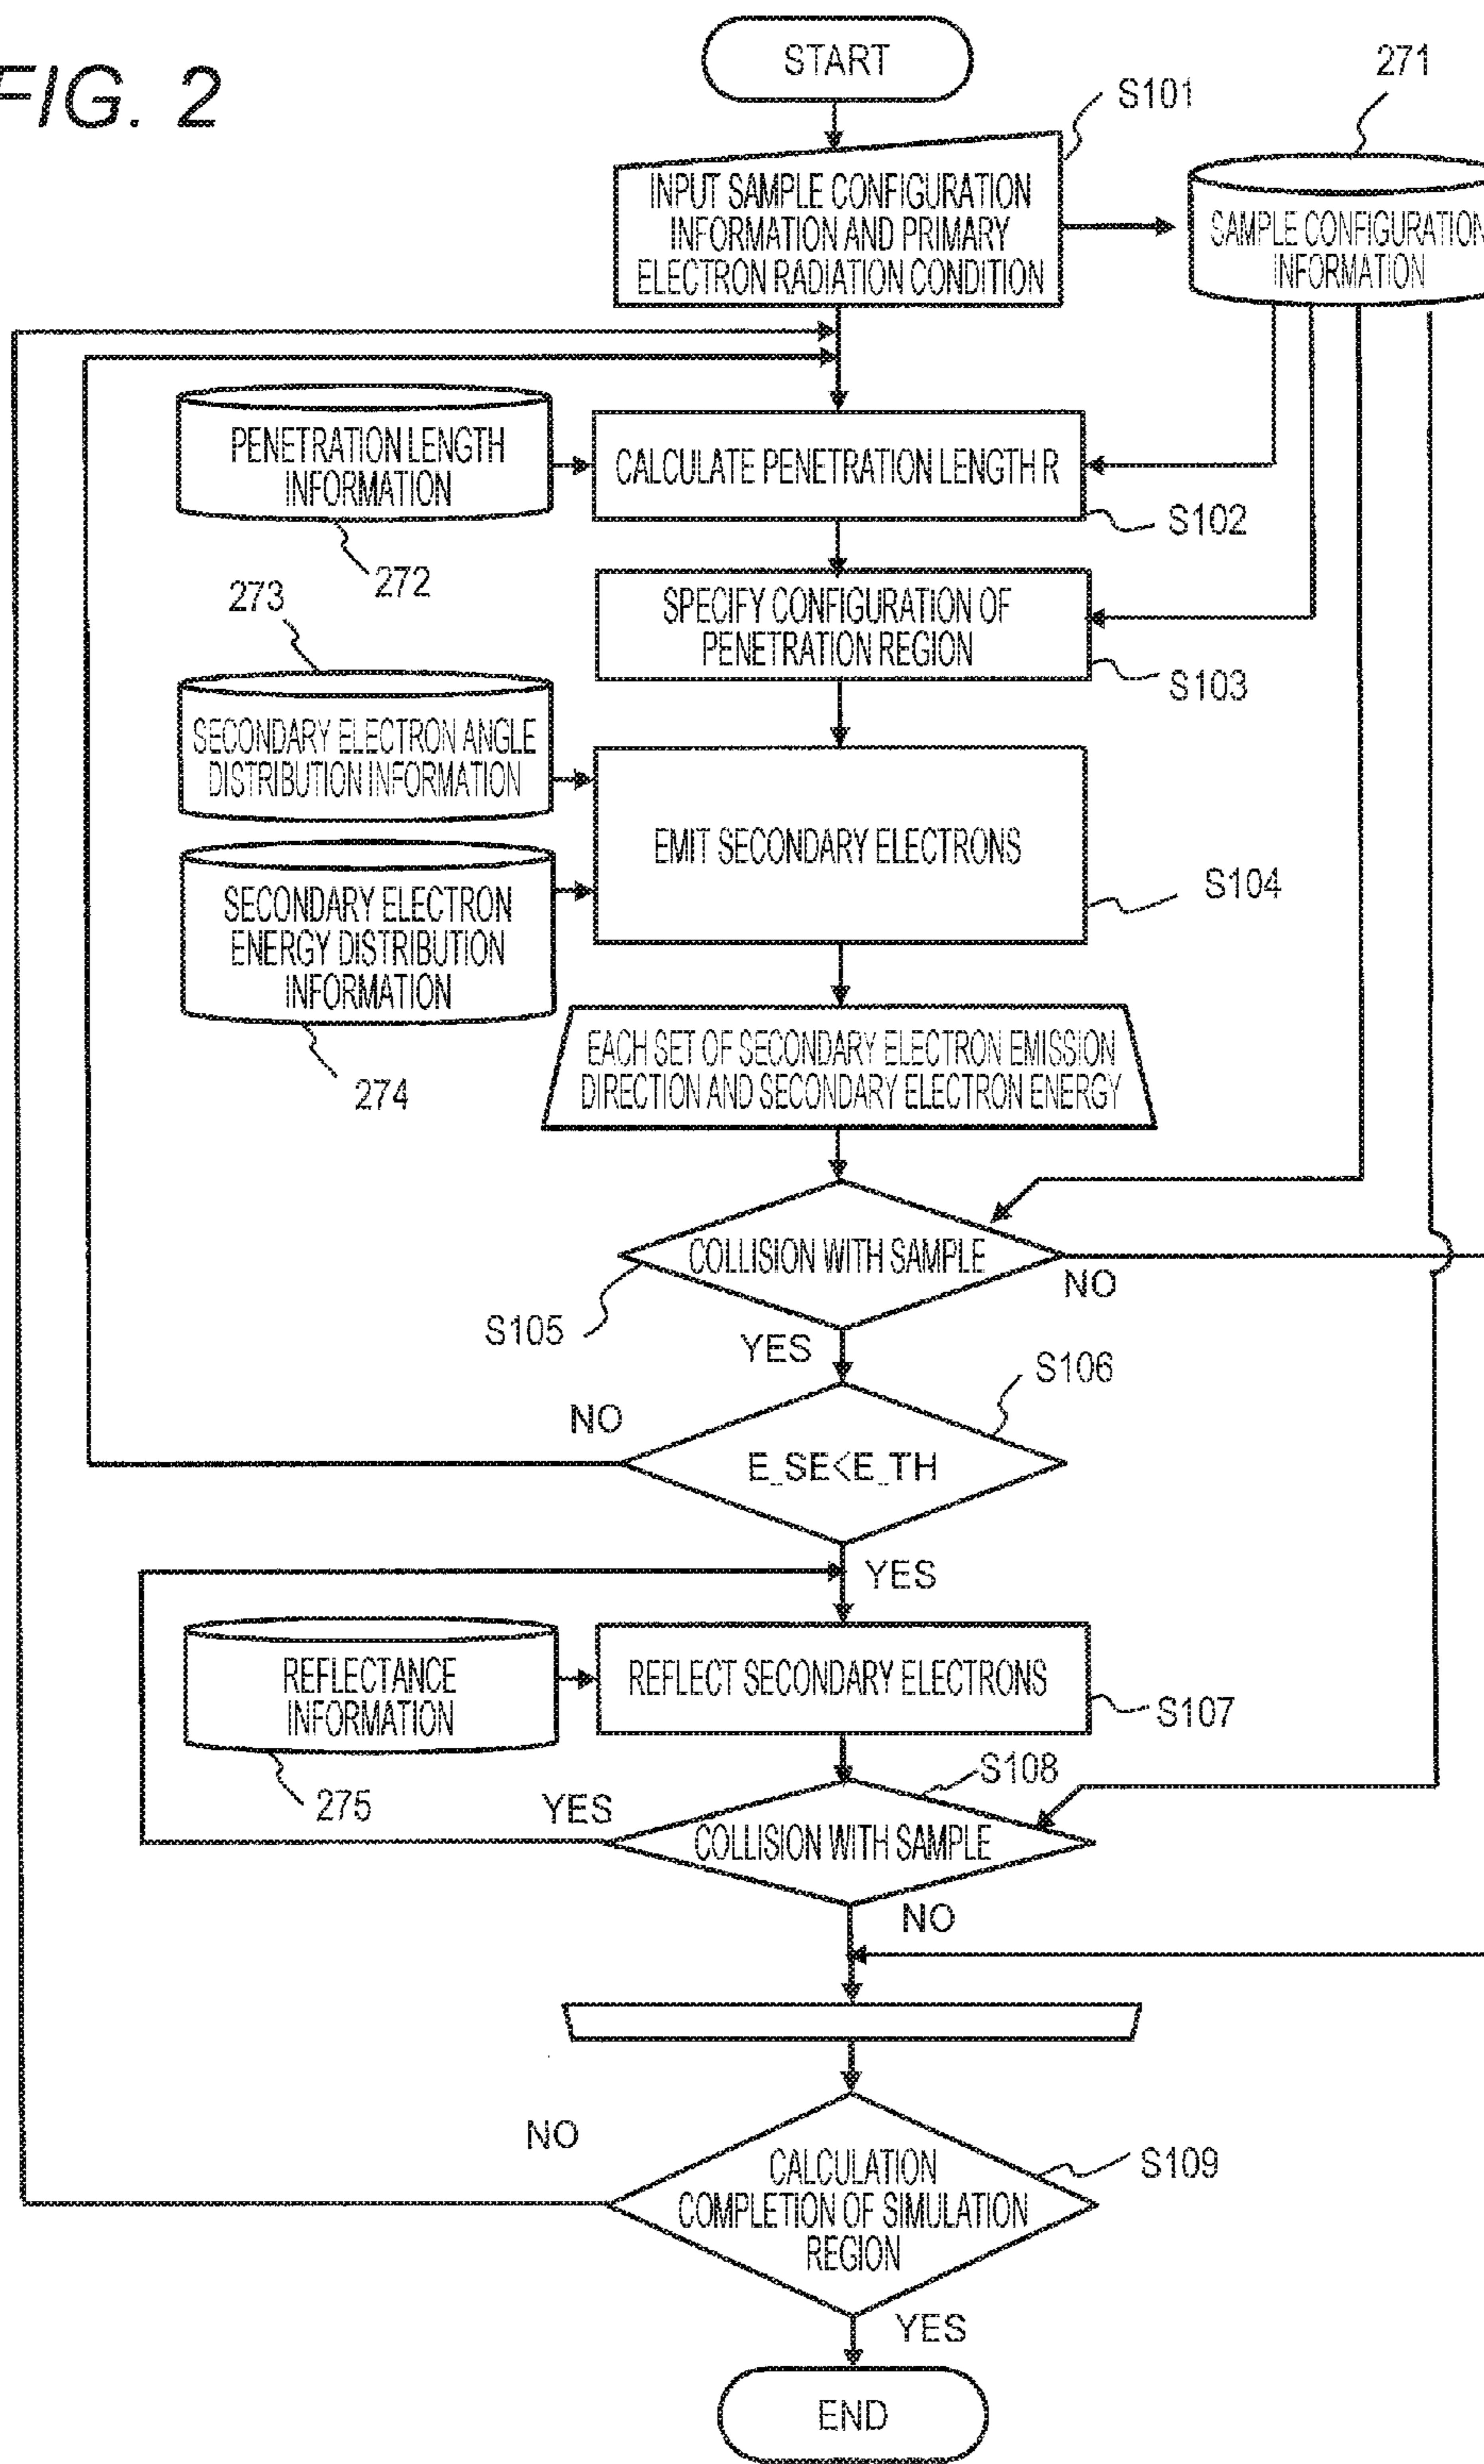 FIG. 2
START
S101
271
INPUT SAMPLE CONFIGURATION
INFORMATION AND PRIMARY
ELECTRON RADIATION CONDITION
SAMPLE CONFIGURATION
INFORMATION
PENETRATION LENGTH
INFORMATION
272
CALCULATE PENETRATION LENGTH R
S102
SPECIFY CONFIGURATION OF
PENETRATION REGION
S103
273
SECONDARY ELECTRON ANGLE
DISTRIBUTION INFORMATION
EMIT SECONDARY ELECTRONS
S104
SECONDARY ELECTRON
ENERGY DISTRIBUTION
INFORMATION
274
EACH SET OF SECONDARY ELECTRON EMISSION
DIRECTION AND SECONDARY ELECTRON ENERGY
COLLISION WITH SAMPLE
NO
S105
YES
S106
NO
E_SE<E_TH
YES
REFLECTANCE
INFORMATION
275
REFLECT SECONDARY ELECTRONS
S107
S108
YES
COLLISION WITH SAMPLE
NO
NO
S109
CALCULATION
COMPLETION OF SIMULATION
REGION
YES
END